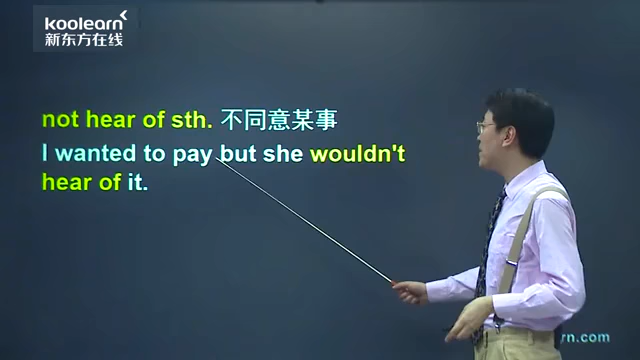 koolearn
新东方在线
not hear of sth. 不同意某事
I wanted to pay but she wouldn't
hear of it.
rn.com